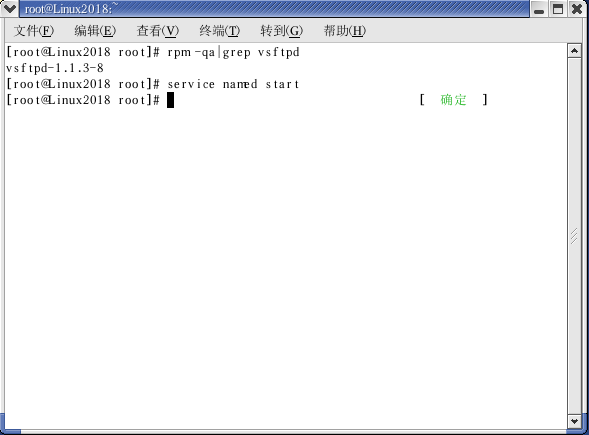 root@Linux2018:~
文件(F) 编辑(E) 查看(V) 终端(T) 转到(G) 帮助(H)
[root@Linux2018 root]# rpm -qa|grep vsftpd
vsftpd-1.1.3-8
[root@Linux2018 root]# service named start
[root@Linux2018 root]# [ 确定 ]